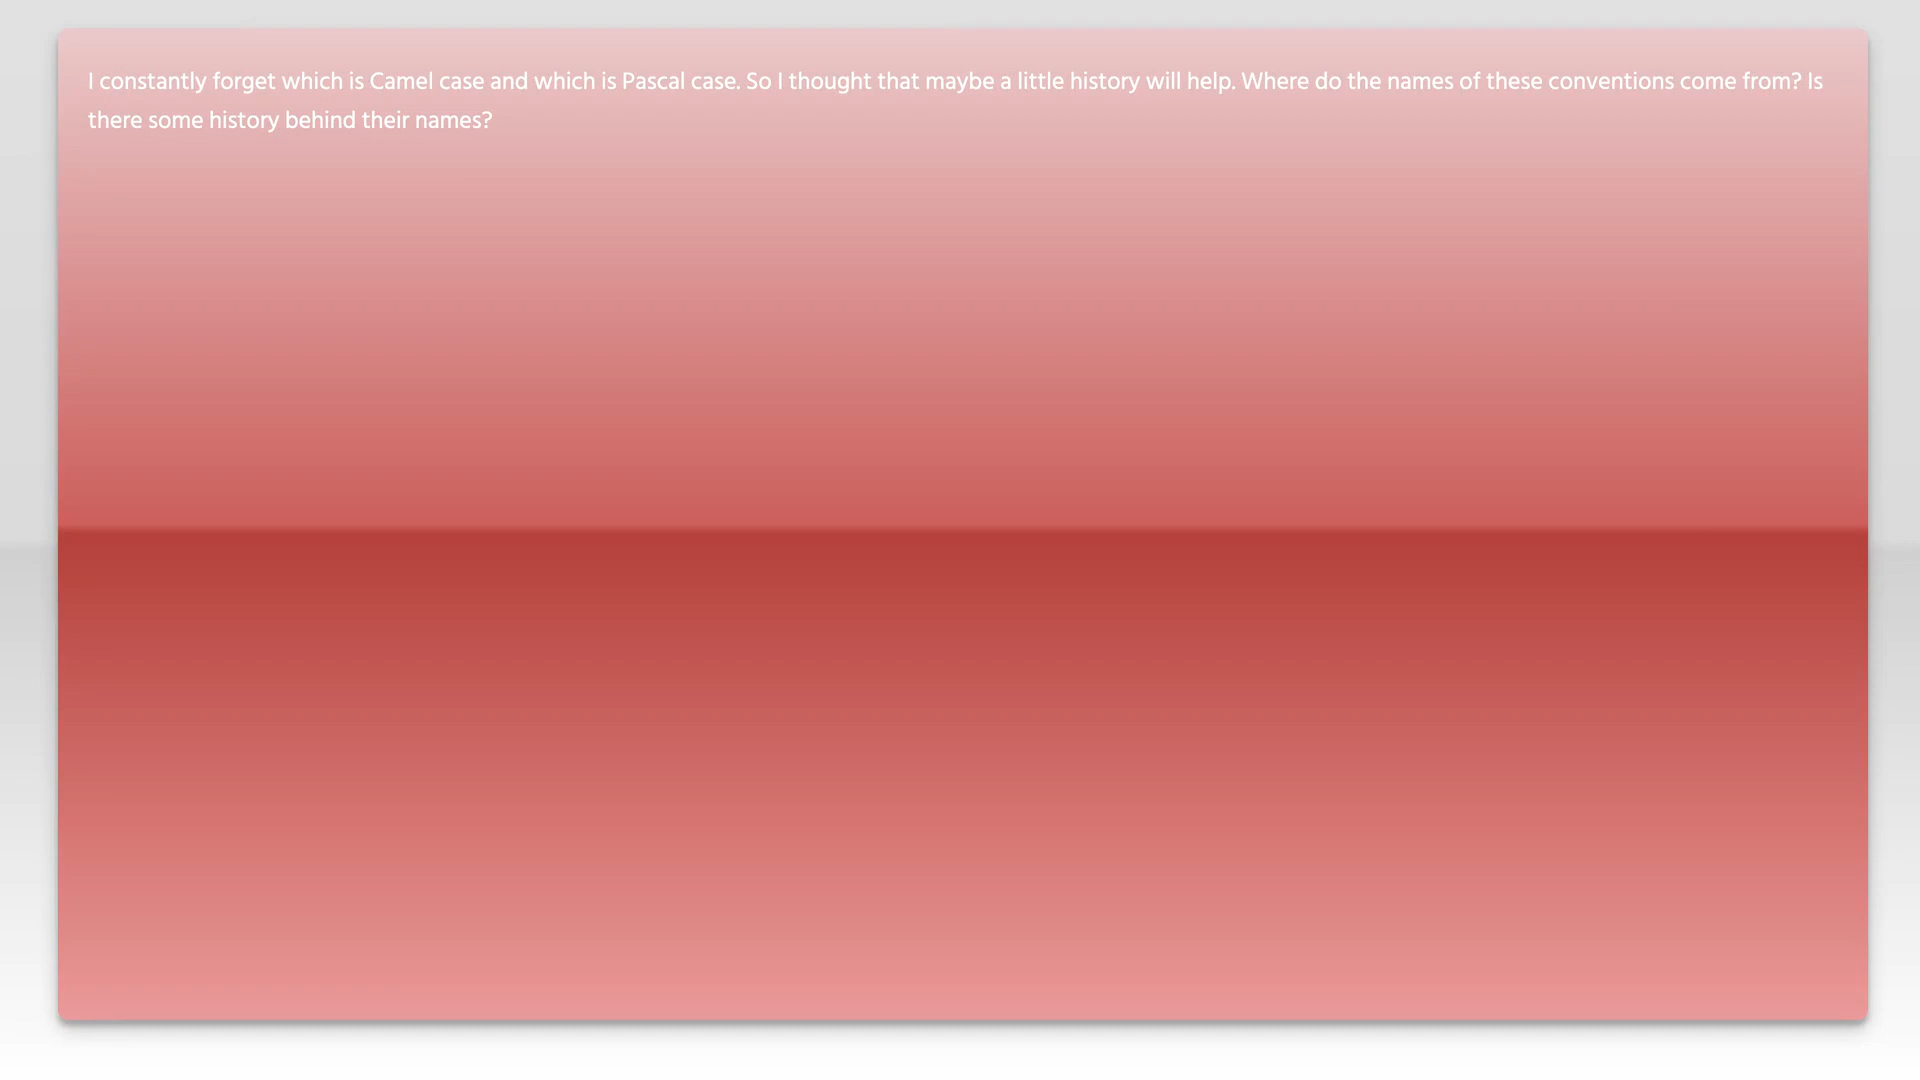 I constantly forget which is Camel case and which is Pascal case. So I thought that maybe a little history will help. Where do the names of these conventions come from? Is
there some history behind their names?